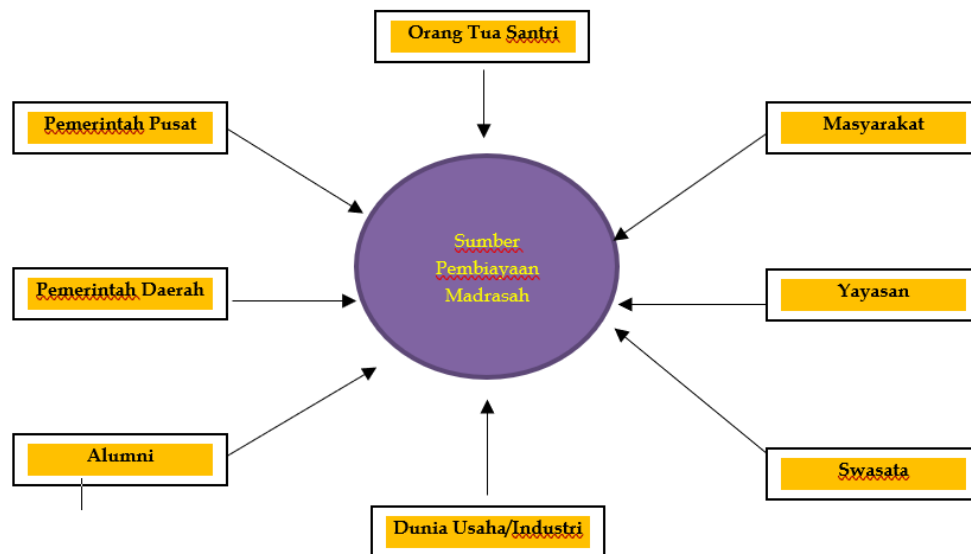 Orang Tua Santri
Pemerintah Pusat
Masyarakat
Sumber
Pembiayaan
Madrasah
Pemerintah Daerah
Yayasan
Alumni
Swasata
Dunia Usaha/Industri